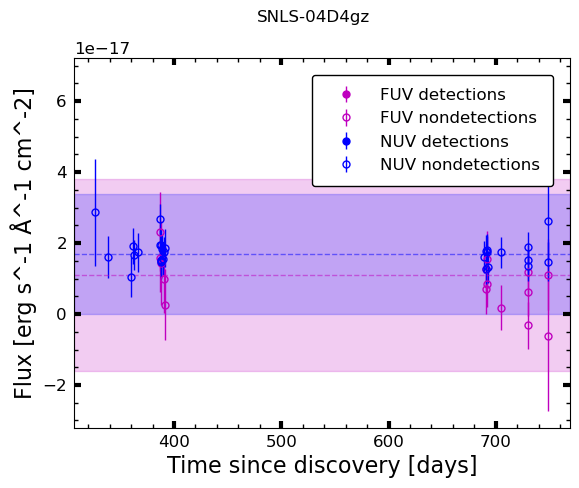 SNLS-04D4gz
1e−17
FUV detections
FUV nondetections
NUV detections
NUV nondetections
6
4
2
0
−2
Flux [erg s^-1 Å^-1 cm^-2]
400 500 600 700
Time since discovery [days]